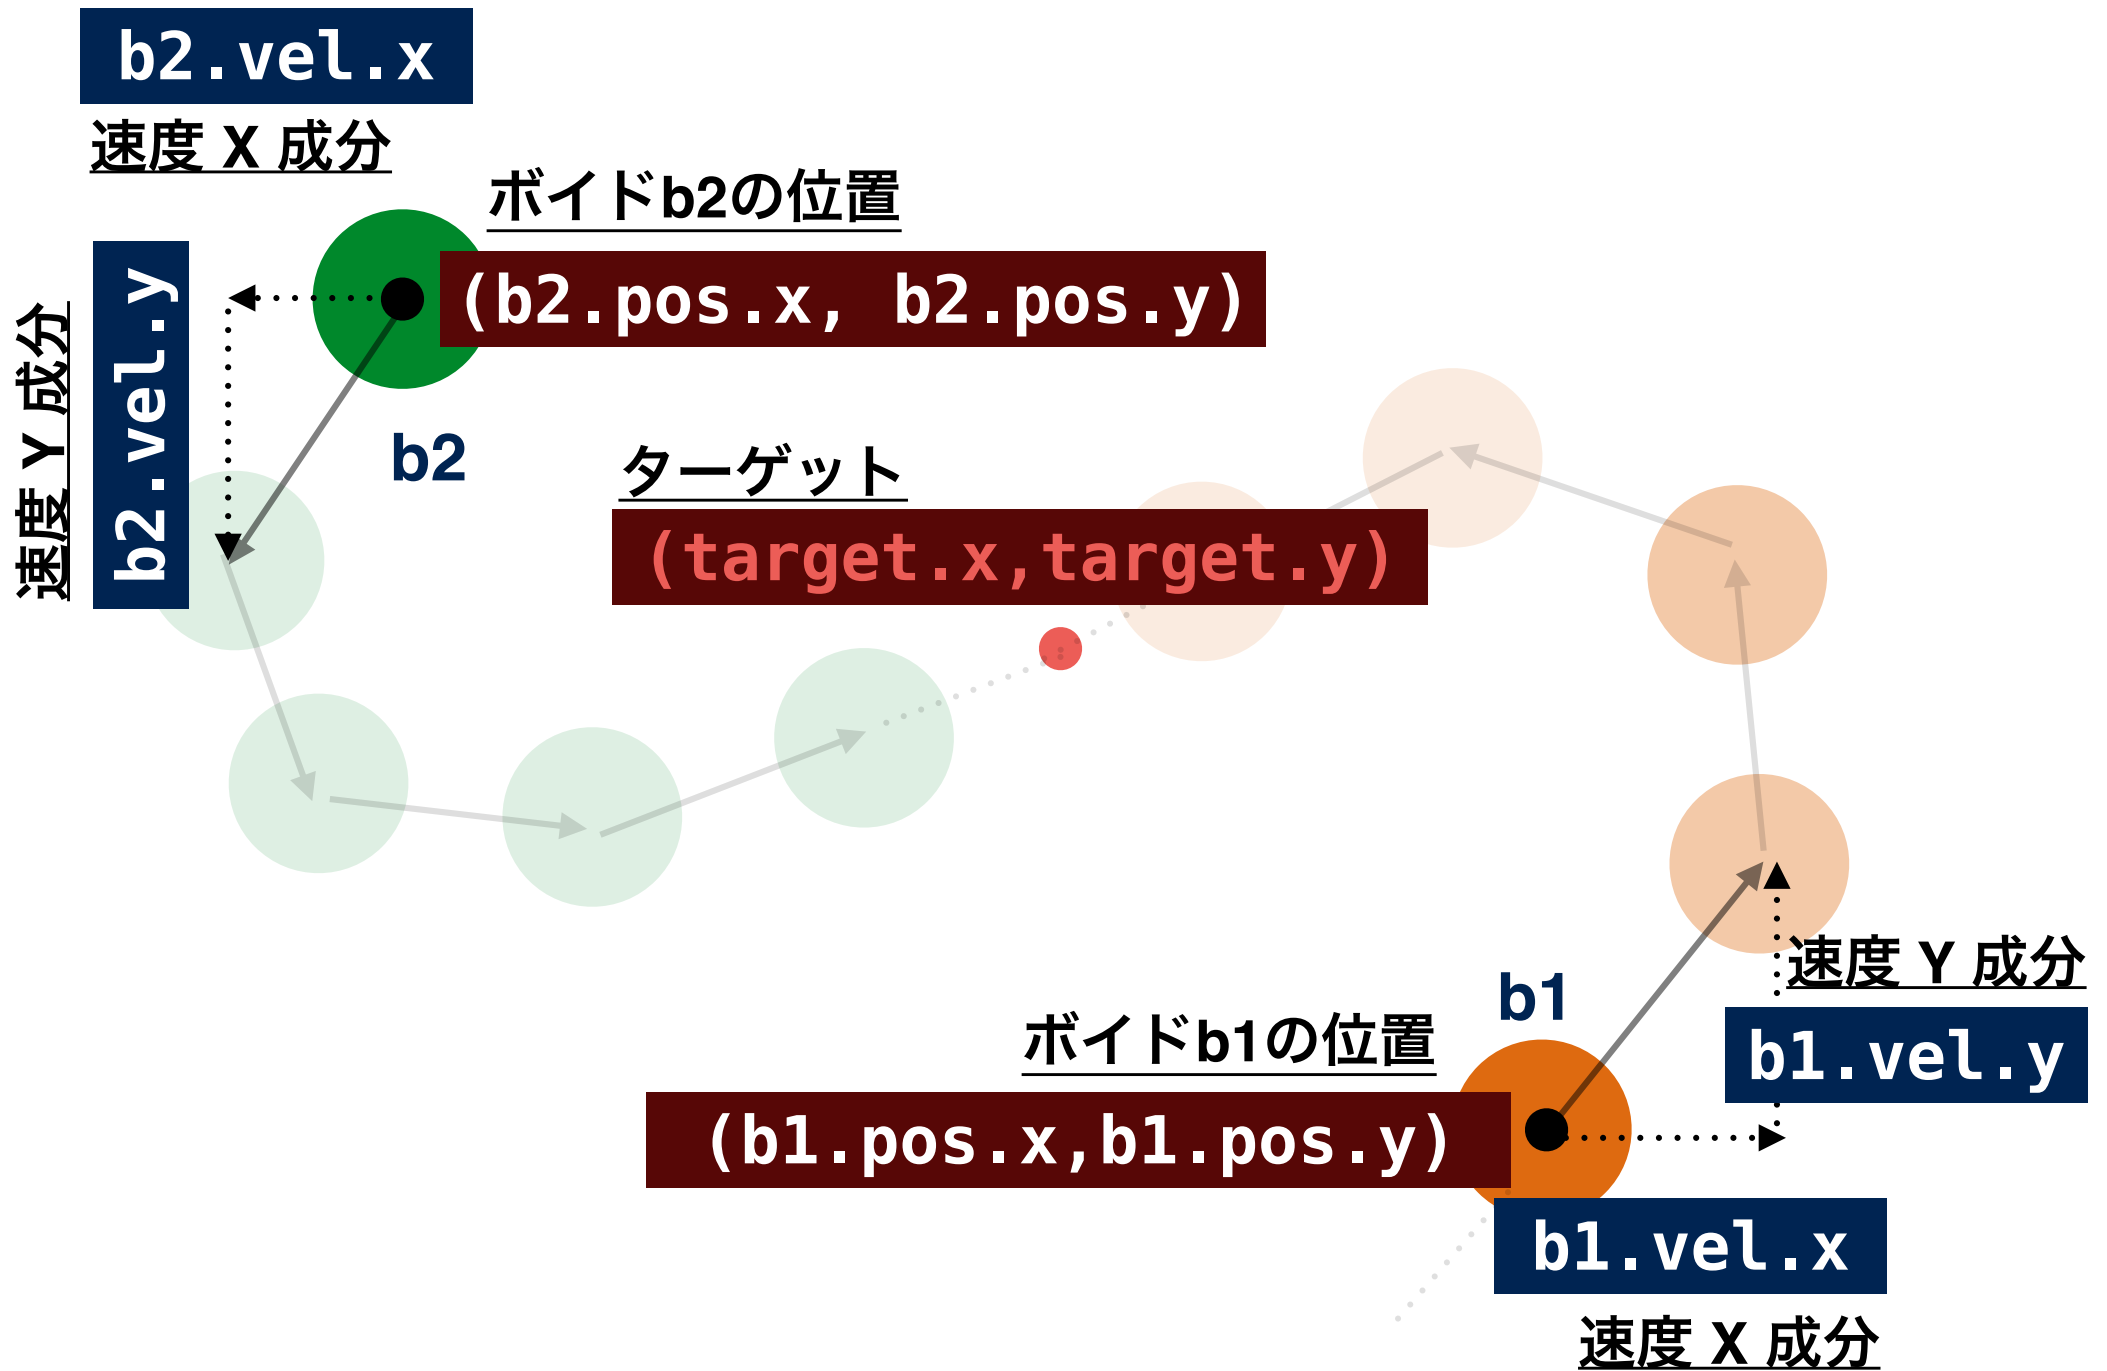 b2.vel.x
速度 X 成分
ボイドb2の位置
(b2.pos.x, b2.pos.y)
速度 Y 成分
b2.vel.y
b2
ターゲット
(target.x,target.y)
速度 Y 成分
b1
b1.vel.y
ボイドb1の位置
(b1.pos.x,b1.pos.y)
b1.vel.x
速度 X 成分